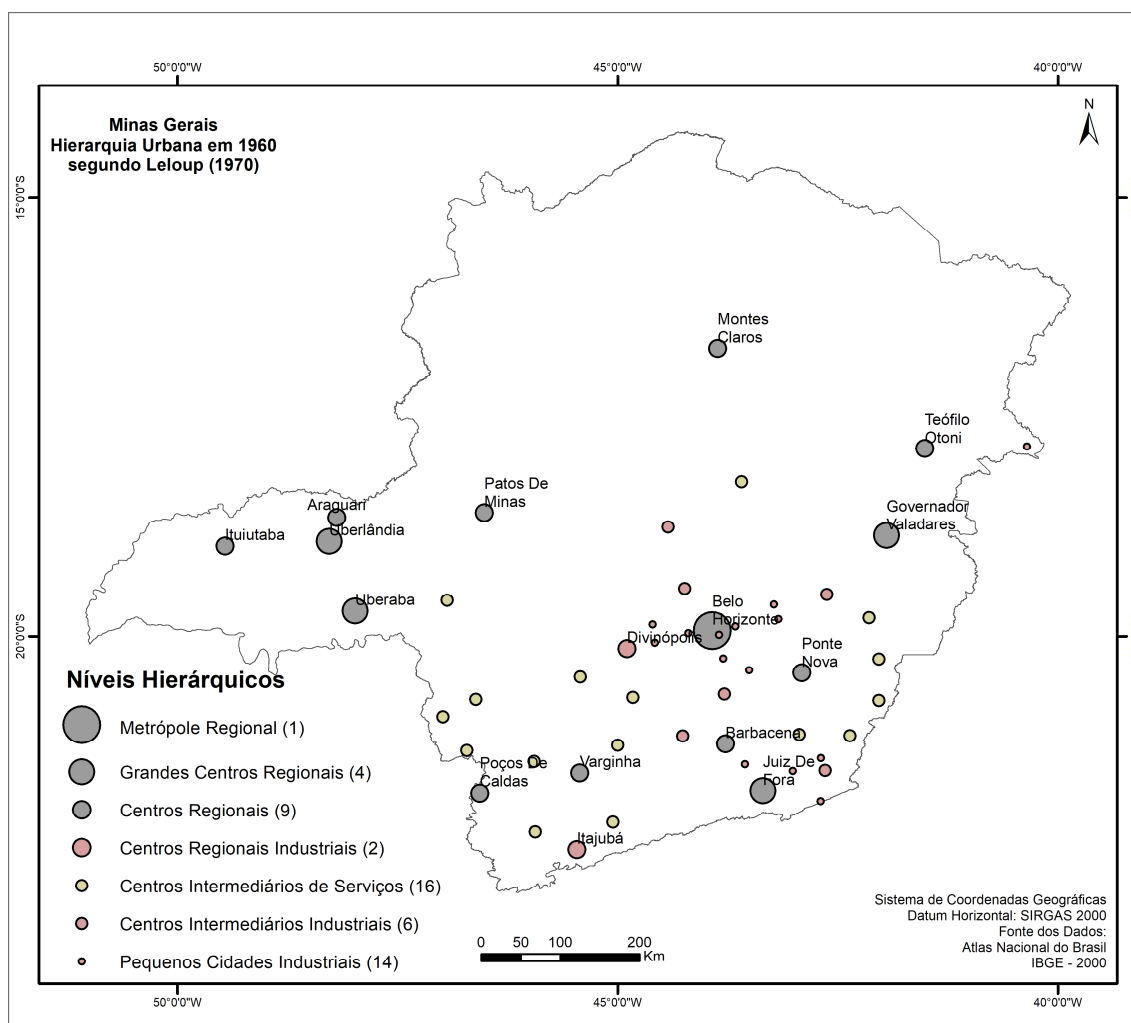 50°0'0"W
45°0'0"W
40°0'0"W
Minas Gerais
Hierarquia Urbana em 1960
segundo Leloup (1970)
N
15°0'0"S
20°0'0"S
Montes
Claros
Teófilo
Otoni
Patos De
Minas
Araguari
Uberlândia
Ituiutaba
Governador
Valadares
Uberaba
Belo
Horizonte
Divinópolis
Ponte
Nova
Barbacena
Poços De
Caldas
Varginha
Juiz De
Fora
Itajubá
Níveis Hierárquicos
Metrópole Regional (1)
Grandes Centros Regionais (4)
Centros Regionais (9)
Centros Regionais Industriais (2)
Centros Intermediários de Serviços (16)
Centros Intermediários Industriais (6)
Pequenos Cidades Industriais (14)
0 50 100 200
Km
Sistema de Coordenadas Geográficas
Datum Horizontal: SIRGAS 2000
Fonte dos Dados:
Atlas Nacional do Brasil
IBGE - 2000
50°0'0"W
45°0'0"W
40°0'0"W